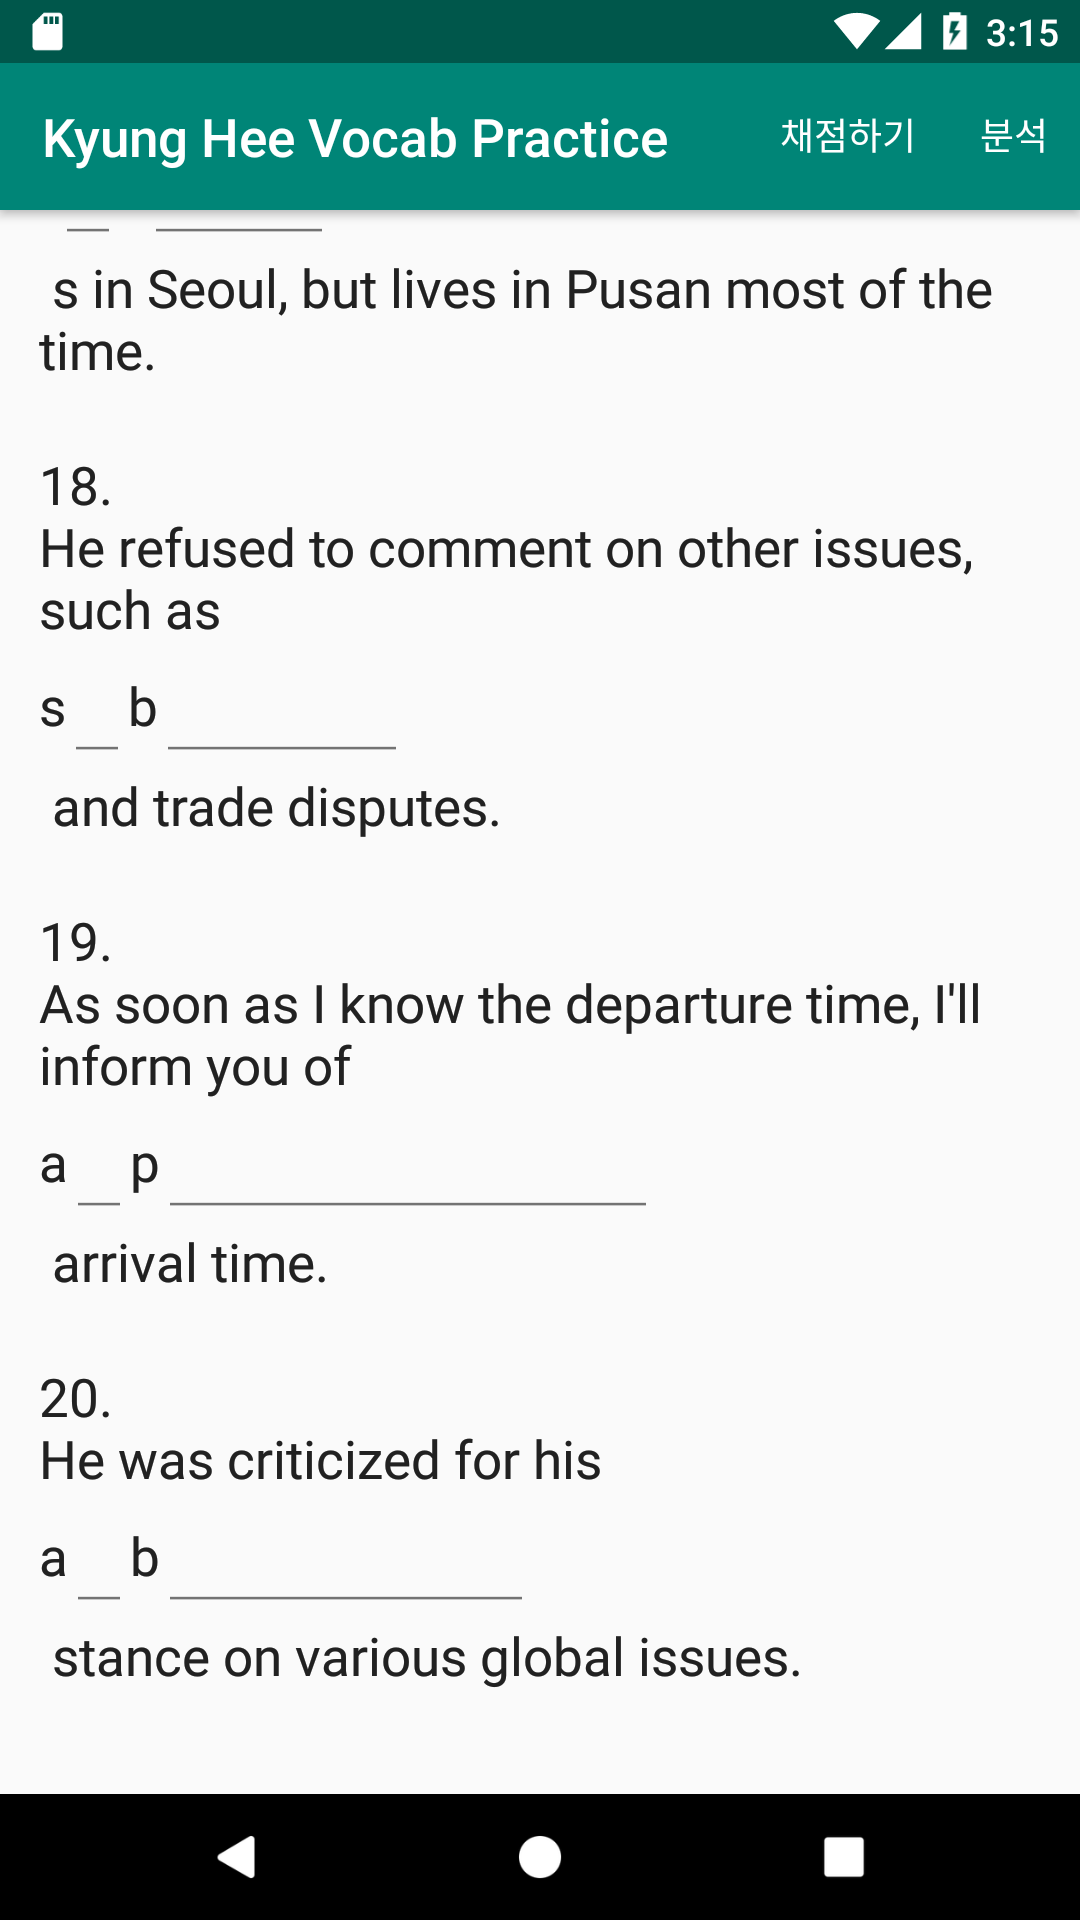 3:15
Kyung Hee Vocab Practice 채점하기 분석
s in Seoul, but lives in Pusan most of the
time.
18.
He refused to comment on other issues,
such as
s __ b ________
and trade disputes.
19.
As soon as I know the departure time, I'll
inform you of
a __ p ________
arrival time.
20.
He was criticized for his
a __ b ________
stance on various global issues.